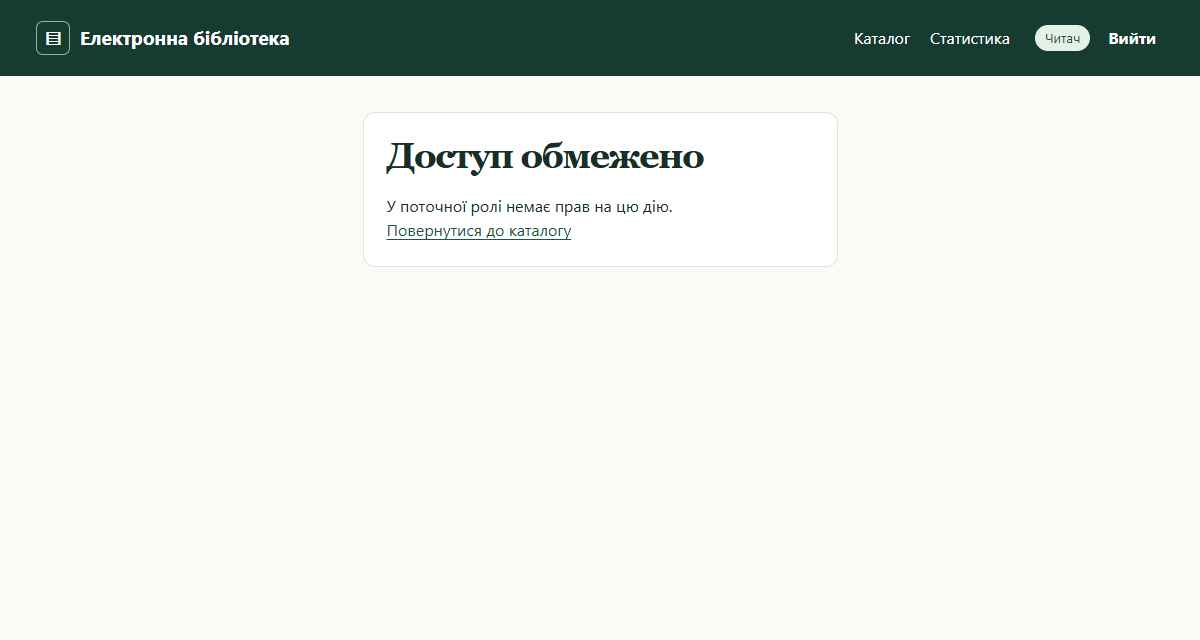 Електронна бібліотека
Каталог Статистика Читач Вийти
Доступ обмежено
У поточної ролі немає прав на цю дію.
Повернутися до каталогу